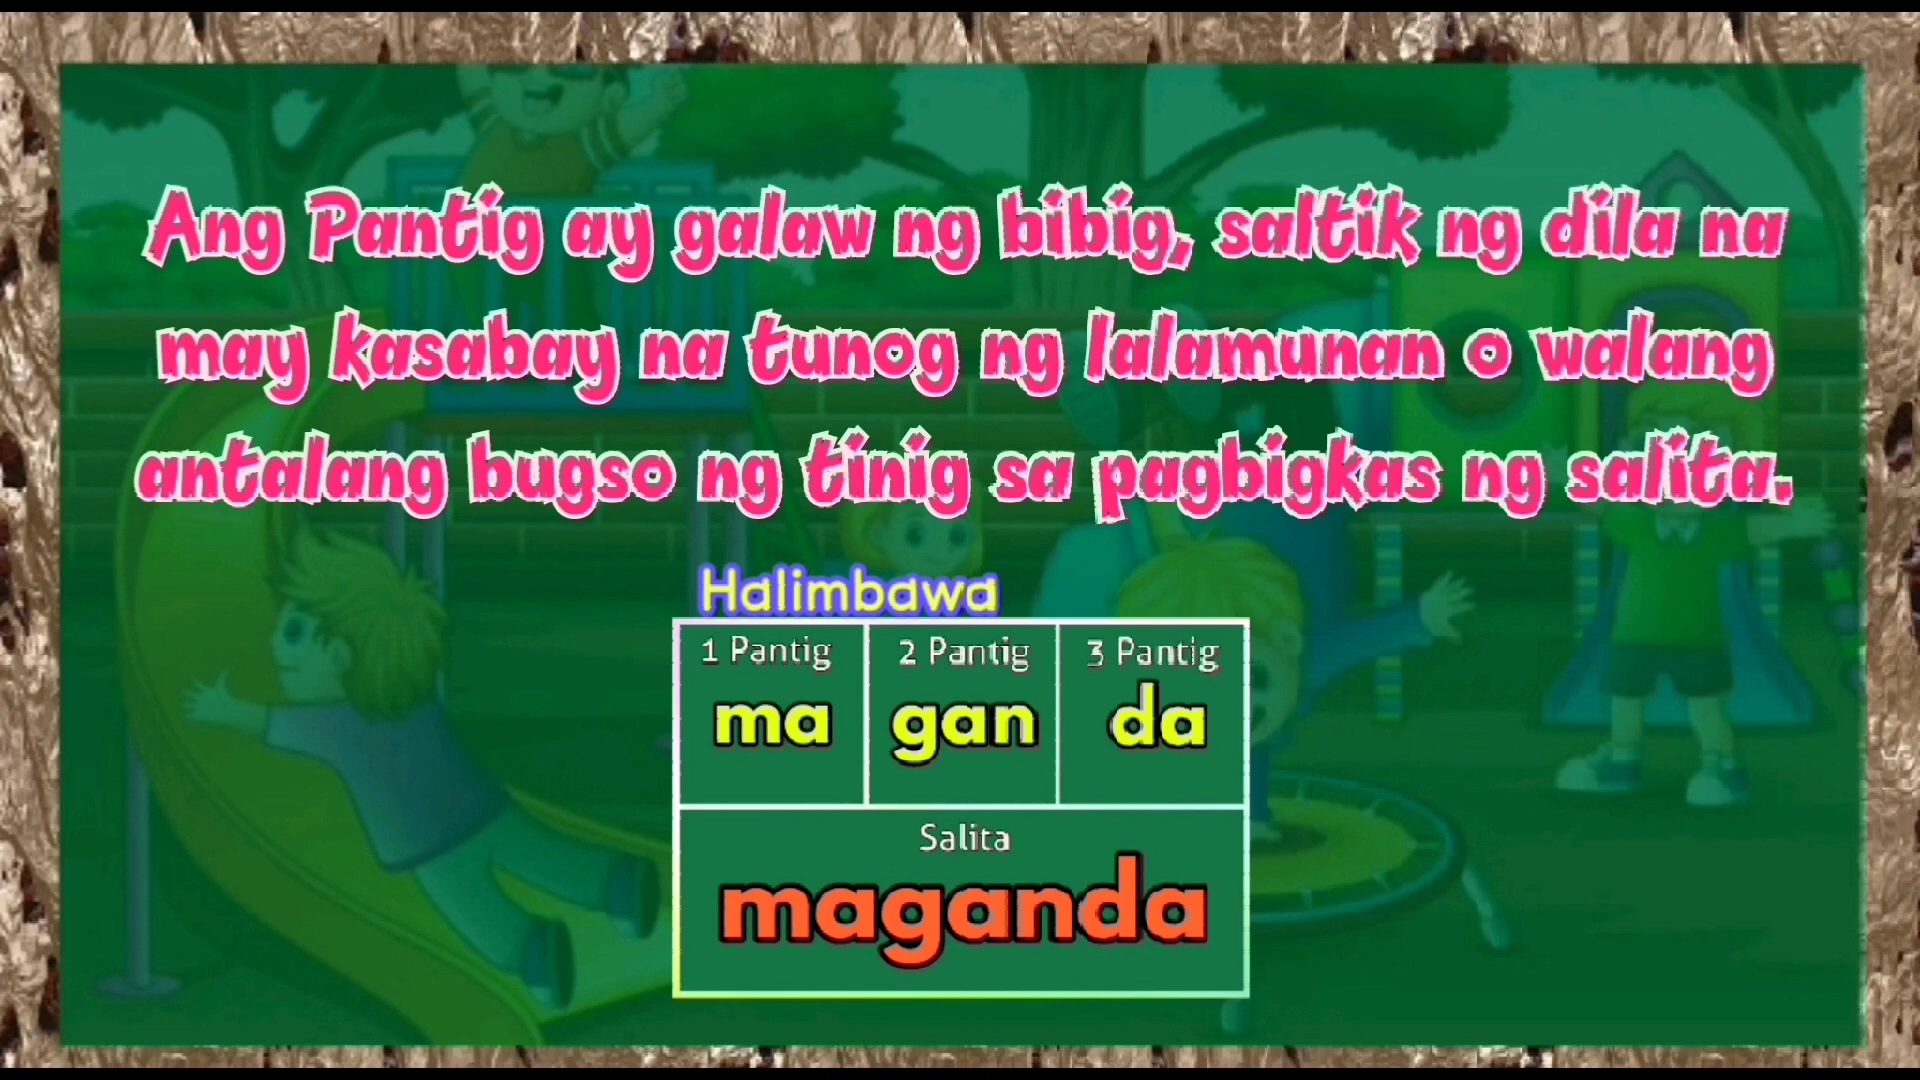 Ang Pantig ay galaw ng bibig, saltik ng dila na
may kasabay na tunog ng lalamunan o walang
antalang bugso ng tinig sa pagbigkas ng salita.
Halimbawa
1 Pantig 2 Pantig 3 Pantig
ma gan da
Salita
maganda